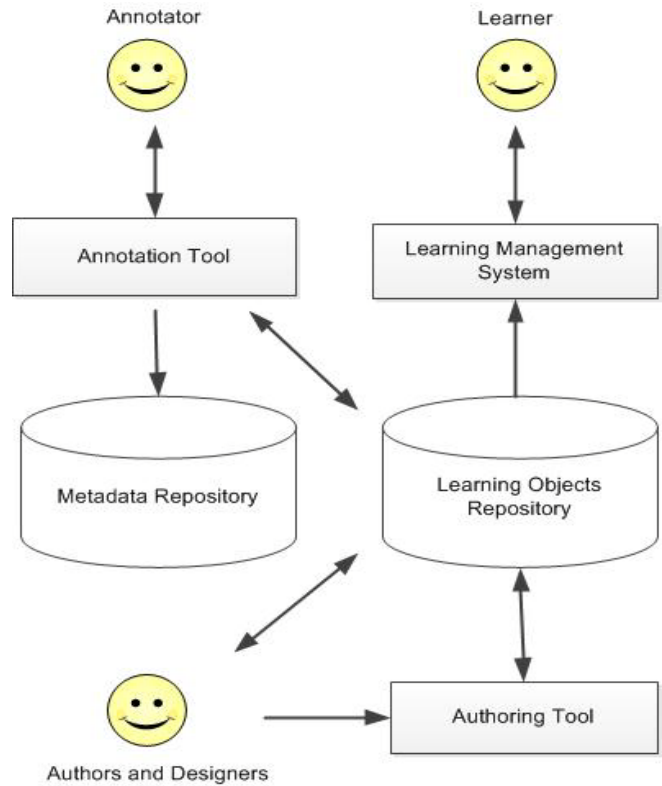 Annotator
Learner
Annotation Tool
Learning Management
System
Metadata Repository
Learning Objects
Repository
Authoring Tool
Authors and Designers